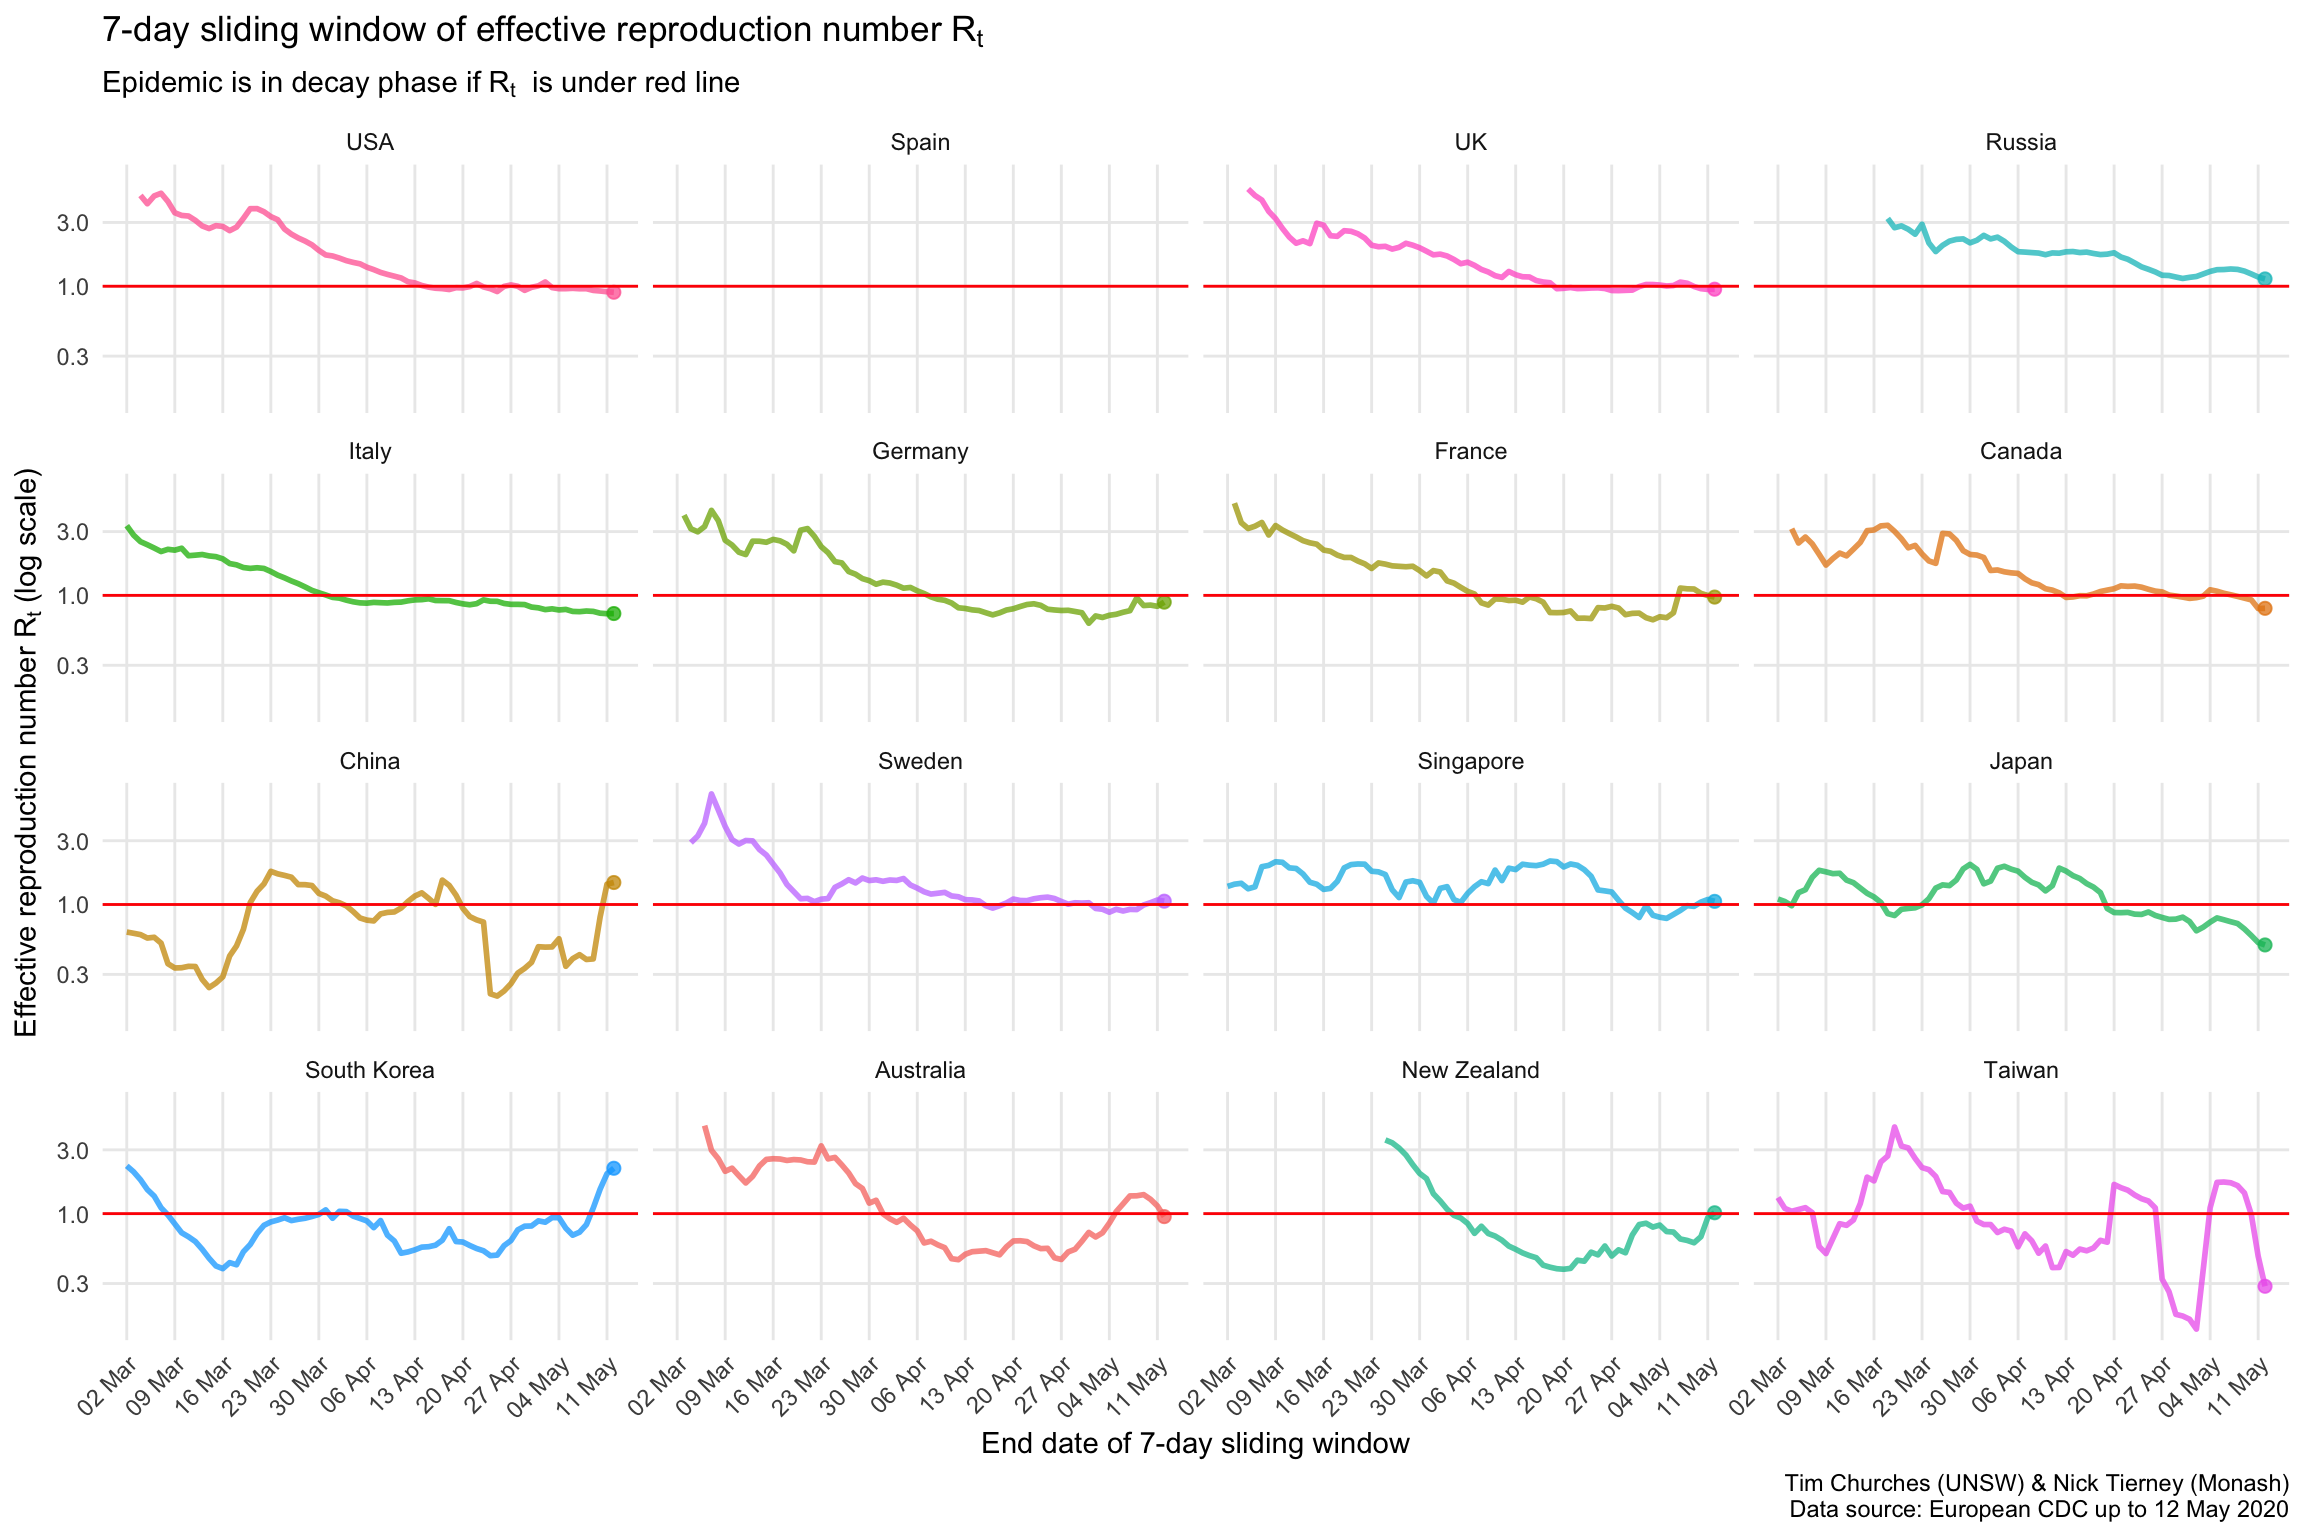 7-day sliding window of effective reproduction number Rt
Epidemic is in decay phase if Rt is under red line
USA
Spain
UK
Russia
3.0
1.0
0.3
Italy
Germany
France
Canada
3.0
1.0
0.3
China
Sweden
Singapore
Japan
3.0
1.0
0.3
South Korea
Australia
New Zealand
Taiwan
3.0
1.0
0.3
Effective reproduction number Rt (log scale)
02 Mar 09 Mar 16 Mar 23 Mar 30 Mar 06 Apr 13 Apr 20 Apr 27 Apr 04 May 11 May
02 Mar 09 Mar 16 Mar 23 Mar 30 Mar 06 Apr 13 Apr 20 Apr 27 Apr 04 May 11 May
02 Mar 09 Mar 16 Mar 23 Mar 30 Mar 06 Apr 13 Apr 20 Apr 27 Apr 04 May 11 May
02 Mar 09 Mar 16 Mar 23 Mar 30 Mar 06 Apr 13 Apr 20 Apr 27 Apr 04 May 11 May
End date of 7-day sliding window
Tim Churches (UNSW) & Nick Tierney (Monash)
Data source: European CDC up to 12 May 2020